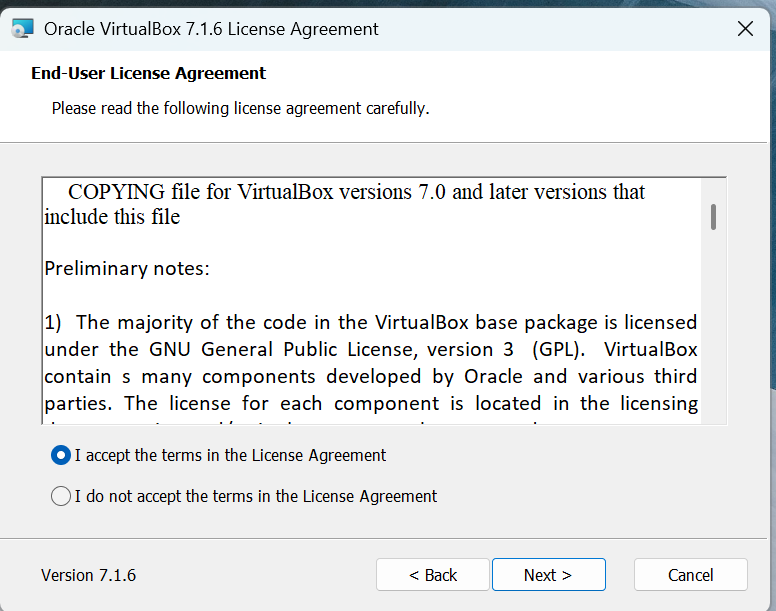 Oracle VirtualBox 7.1.6 License Agreement
End-User License Agreement
Please read the following license agreement carefully.
COPYING file for VirtualBox versions 7.0 and later versions that
include this file
Preliminary notes:
1) The majority of the code in the VirtualBox base package is licensed
under the GNU General Public License, version 3 (GPL). VirtualBox
contain s many components developed by Oracle and various third
parties. The license for each component is located in the licensing
I accept the terms in the License Agreement
I do not accept the terms in the License Agreement
Version 7.1.6
< Back
Next >
Cancel